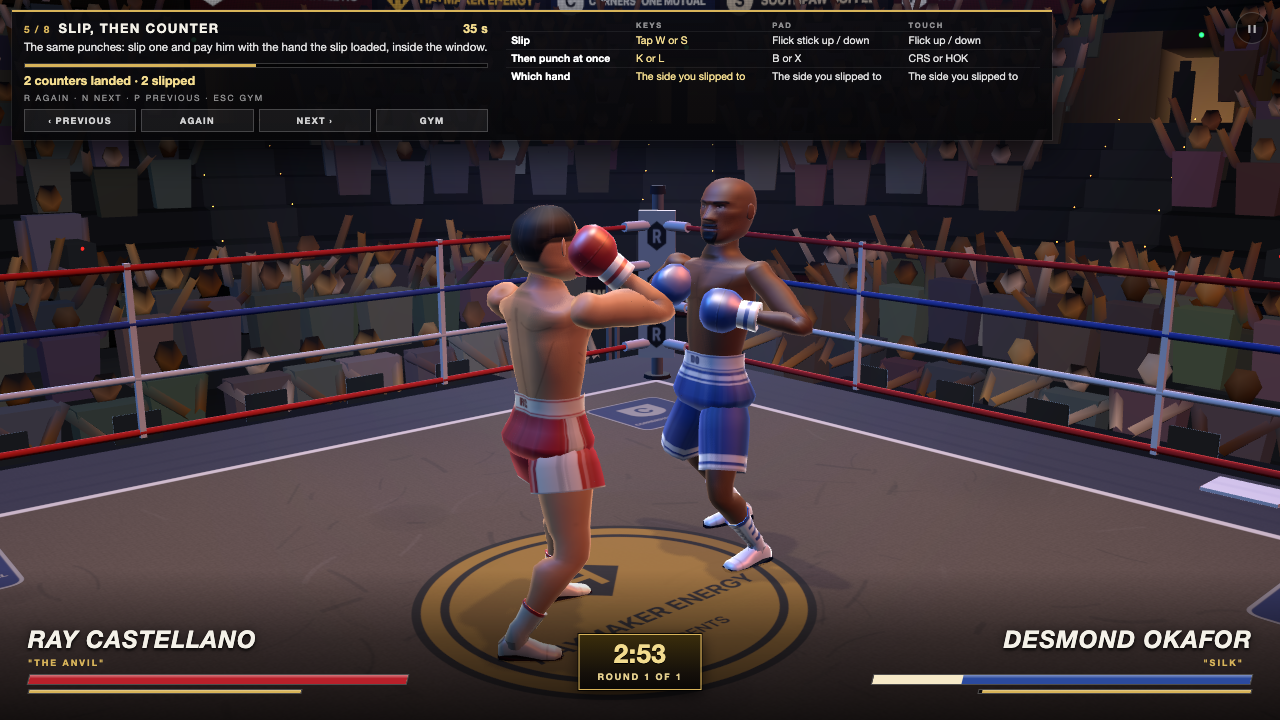 5 / 8 SLIP, THEN COUNTER 35 s
The same punches: slip one and pay him with the hand the slip loaded, inside the window.
2 counters landed · 2 slipped
R AGAIN · N NEXT · P PREVIOUS · ESC GYM
‹ PREVIOUS AGAIN NEXT › GYM
KEYS PAD TOUCH
Slip Tap W or S Flick stick up / down Flick up / down
Then punch at once K or L B or X CRS or HOK
Which hand The side you slipped to The side you slipped to The side you slipped to
R
R
MAKER ENERGY
RAY CASTELLANO
"THE ANVIL"
2:53
ROUND 1 OF 1
DESMOND OKAFOR
"SILK"